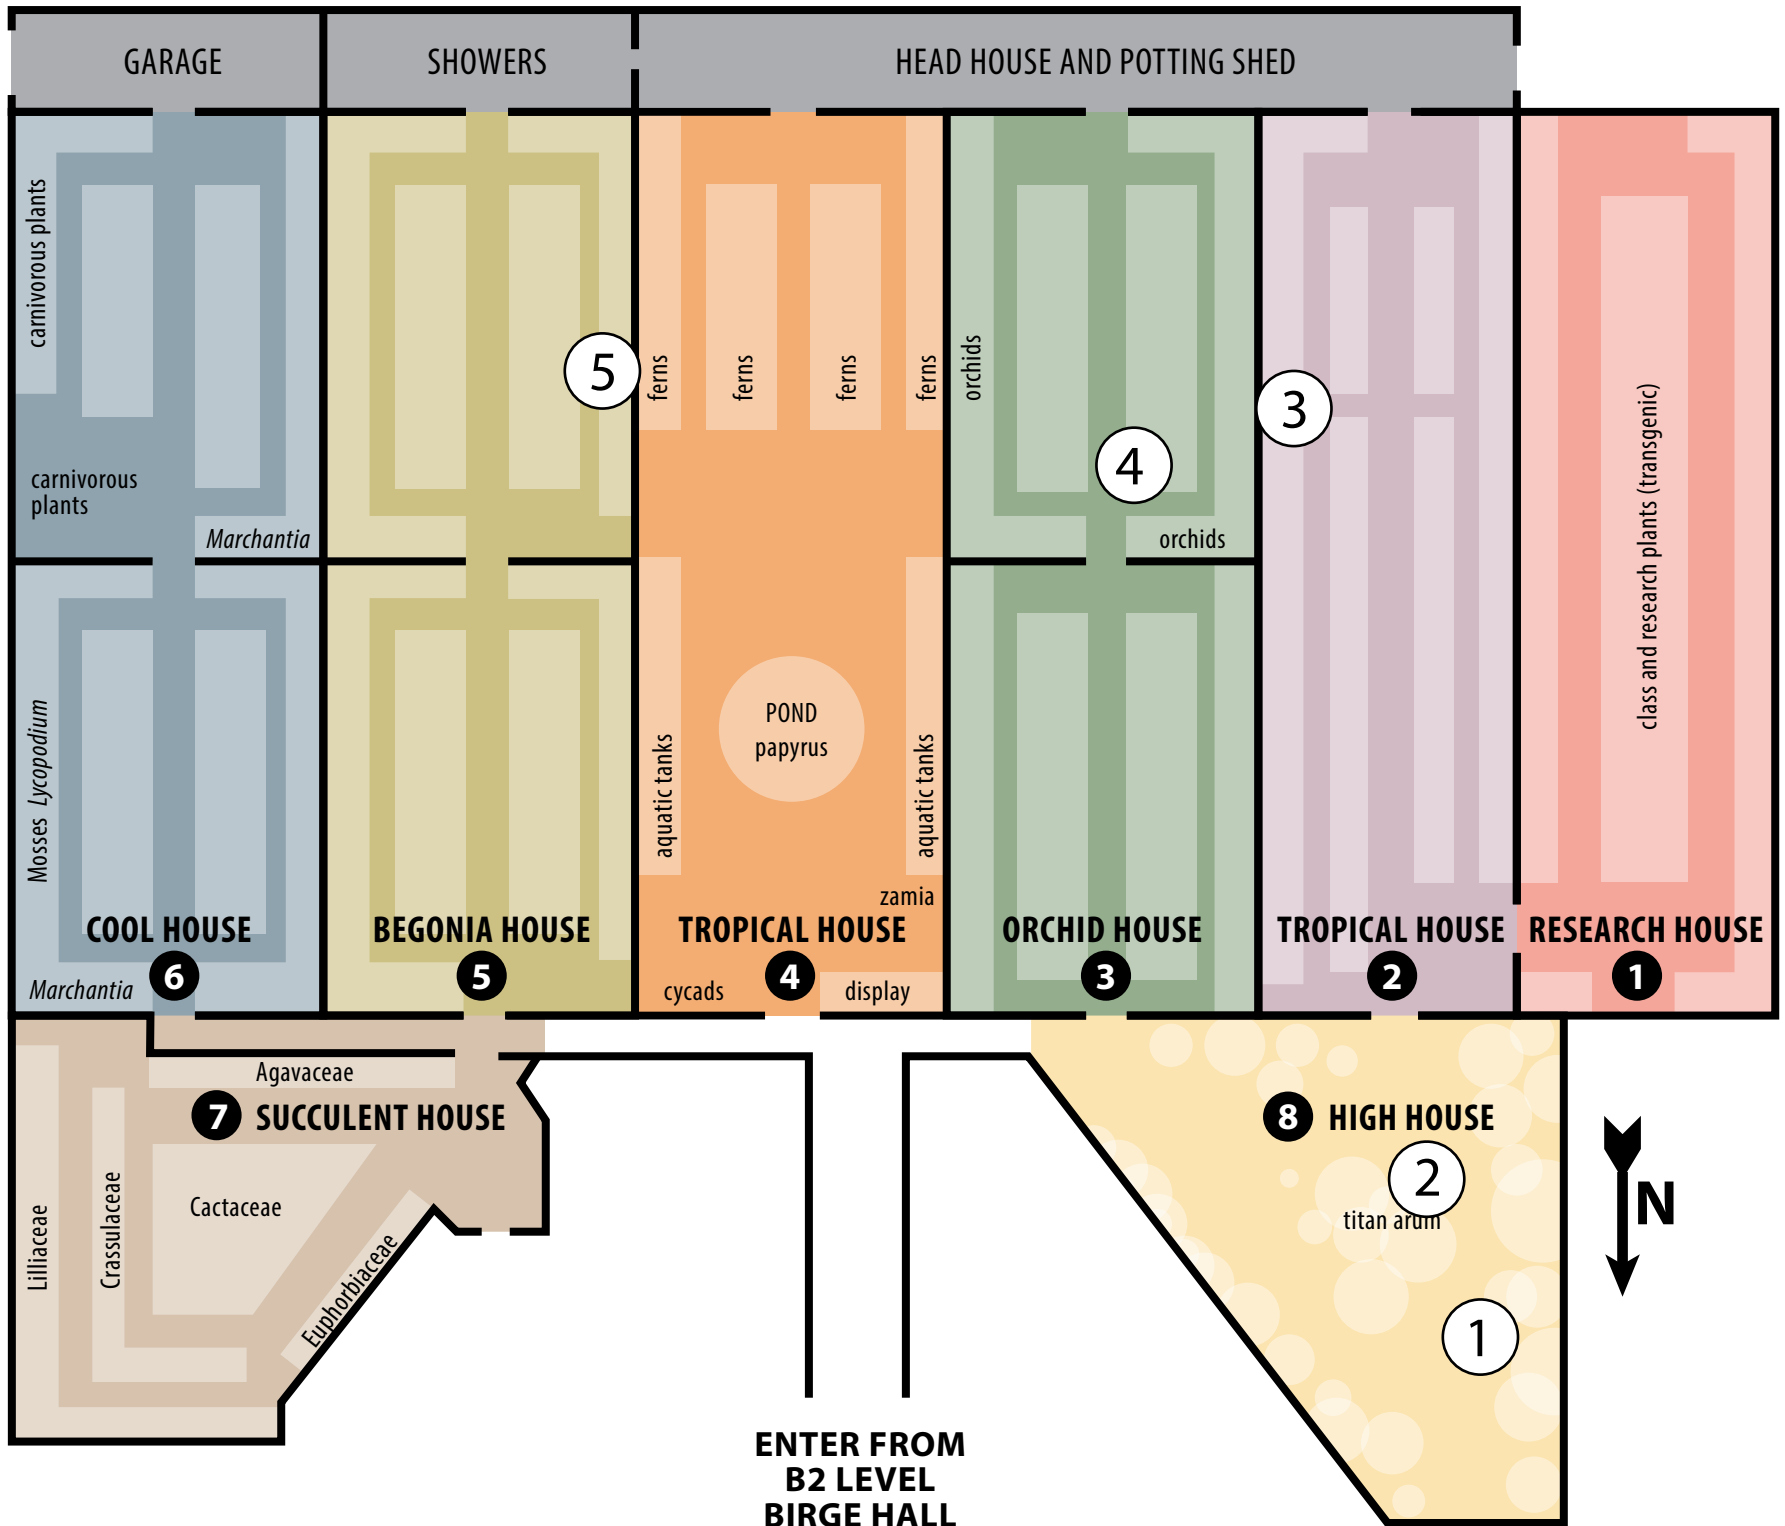 GARAGE
SHOWERS
HEAD HOUSE AND POTTING SHED
carnivorous plants
carnivorous
plants
Marchantia
5
ferns
ferns
ferns
ferns
orchids
4
orchids
3
class and research plants (transgenic)
Mosses Lycopodium
aquatic tanks
POND
papyrus
aquatic tanks
zamia
COOL HOUSE
6
Marchantia
BEGONIA HOUSE
5
TROPICAL HOUSE
4
cycads
display
ORCHID HOUSE
3
TROPICAL HOUSE
2
RESEARCH HOUSE
1
Agavaceae
7 SUCCULENT HOUSE
Lilliaceae
Crassulaceae
Cactaceae
Euphorbiaceae
8 HIGH HOUSE
2
titan arum
1
N
ENTER FROM
B2 LEVEL
BIRGE HALL